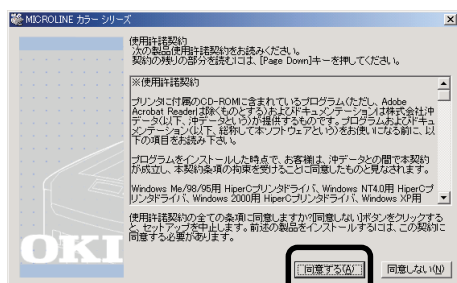 MICROLINE カラー シリーズ
使用許諾契約
次の製品使用許諾契約をお読みください。
契約の残りの部分を読むには、[Page Down]キーを押してください。
※使用許諾契約
プリンタに付属のCD-ROMに含まれているプログラム(ただし、Adobe
Acrobat Readerは除くものとする)およびドキュメンテーションは株式会社沖
データ(以下、沖データという)が提供するものです。プログラムおよびドキュ
メンテーション(以下、総称して本ソフトウェアという)をお使いになる前に、以
下の項目をお読み下さい。
プログラムをインストールした時点で、お客様は、沖データとの間で本契約
が成立し、本契約条項の拘束を受けることに同意したものと見なされます。
Windows Me/98/95用 HiperCプリンタドライバ、Windows NT4.0用 HiperCプ
リンタドライバ、Windows 2000用 HiperCプリンタドライバ、Windows XP用
使用許諾契約の全ての条項に同意しますか?[同意しない]ボタンをクリックする
と、セットアップを中止します。前述の製品をインストールするには、この契約に
同意する必要があります。
OKI
同意する(A)
同意しない(N)